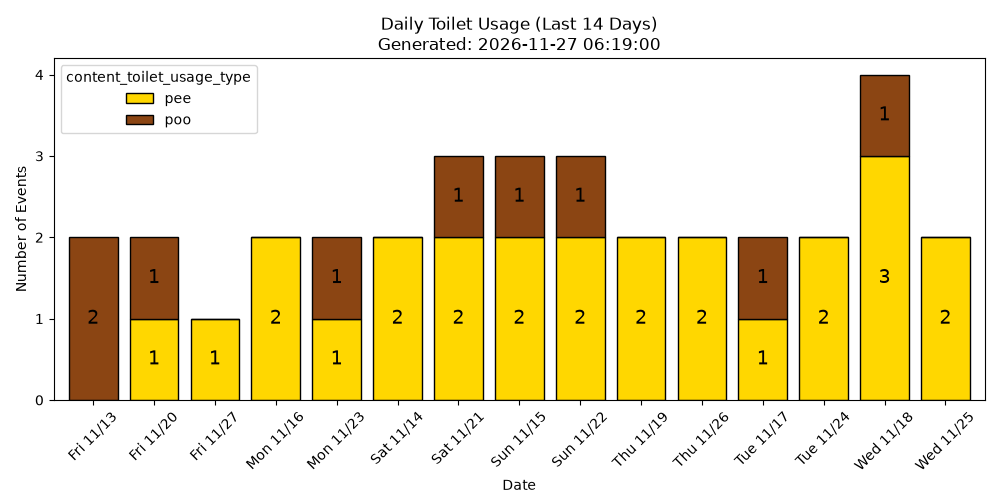 Daily Toilet Usage (Last 14 Days)
Generated: 2026-11-27 06:19:00
content_toilet_usage_type
pee
poo
Number of Events
4
3
2
1
0
2
1
1
1
2
1
1
2
1
2
1
2
1
2
2
2
1
1
2
1
3
2
Fri 11/13
Fri 11/20
Fri 11/27
Mon 11/16
Mon 11/23
Sat 11/14
Sat 11/21
Sun 11/15
Sun 11/22
Thu 11/19
Thu 11/26
Tue 11/17
Tue 11/24
Wed 11/18
Wed 11/25
Date